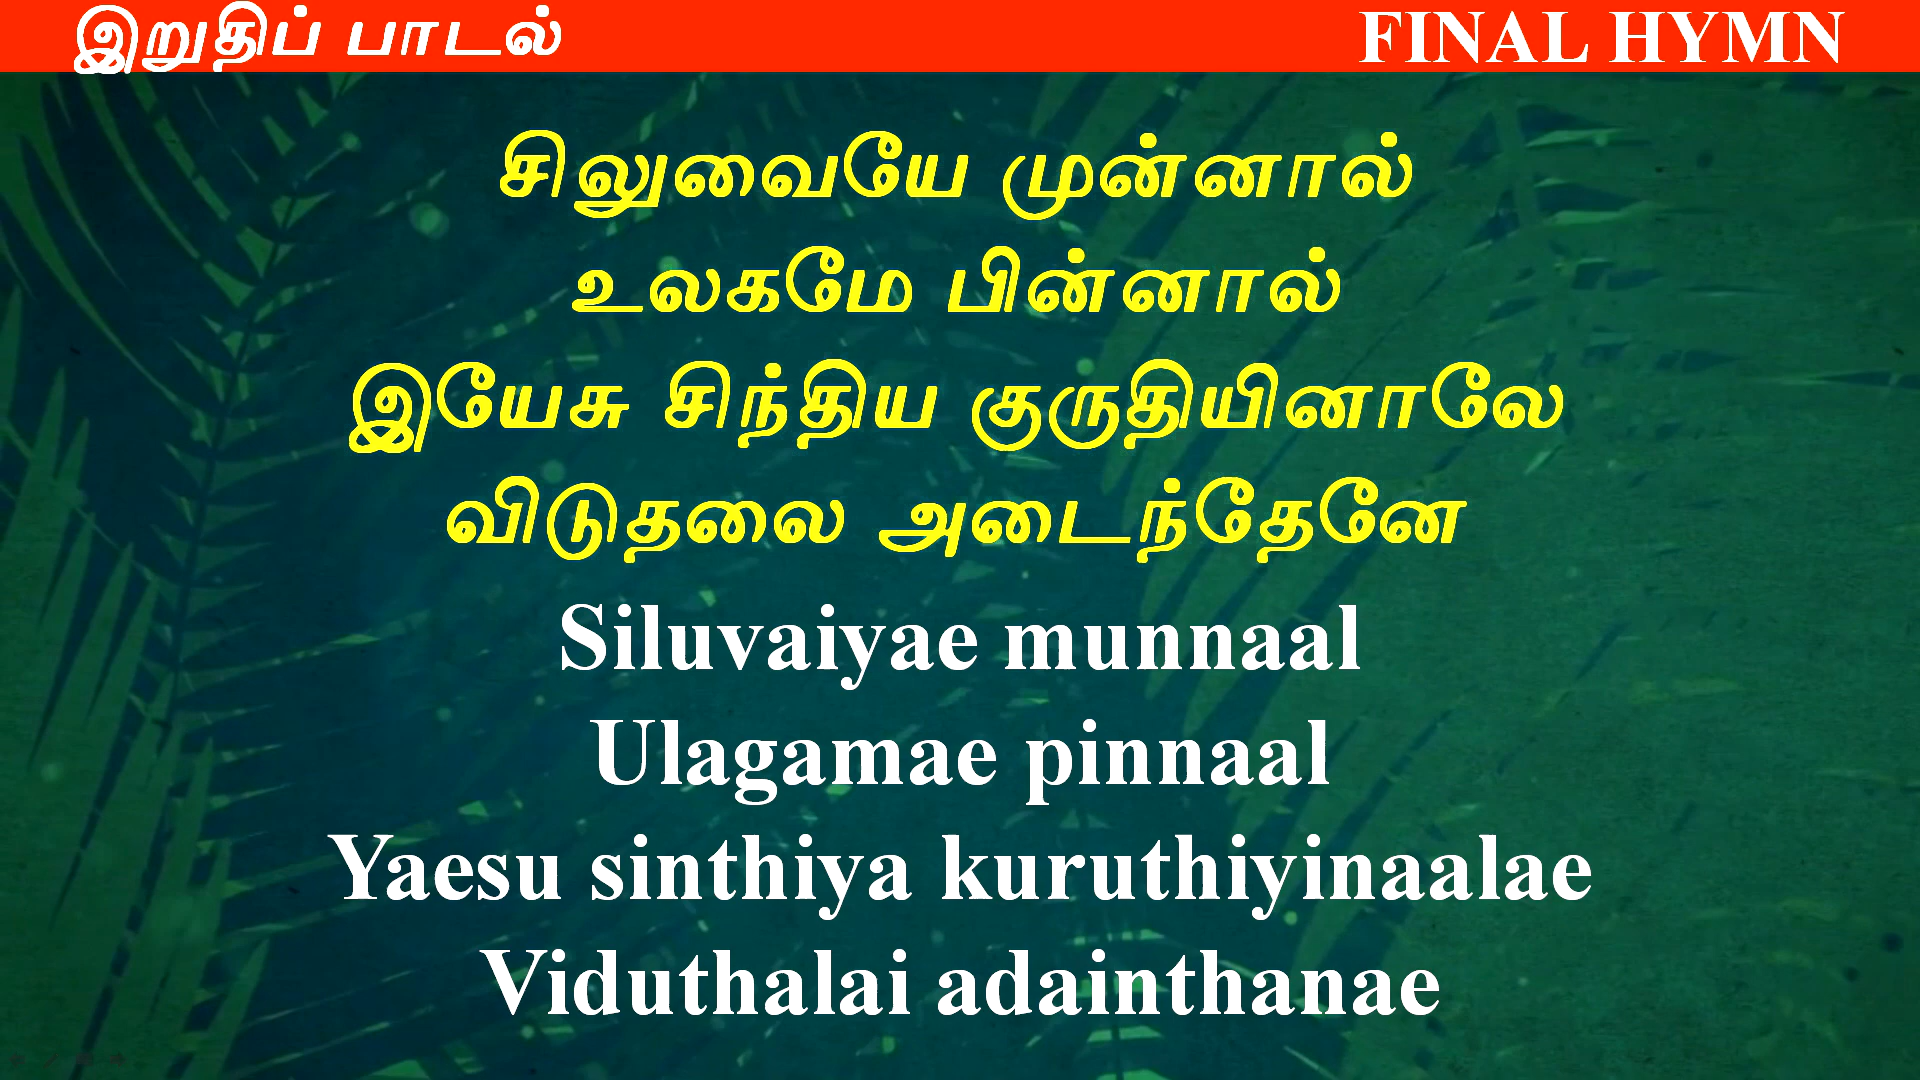 இறுதிப் பாடல்
FINAL HYMN
சிலுவையே முன்னால்
உலகமே பின்னால்
இயேசு சிந்திய குருதியினாலே
விடுதலை அடைந்தேனே
Siluvaiyae munnaal
Ulagamae pinnaal
Yaesu sinthiya kuruthiyinaalae
Viduthalai adainthanae